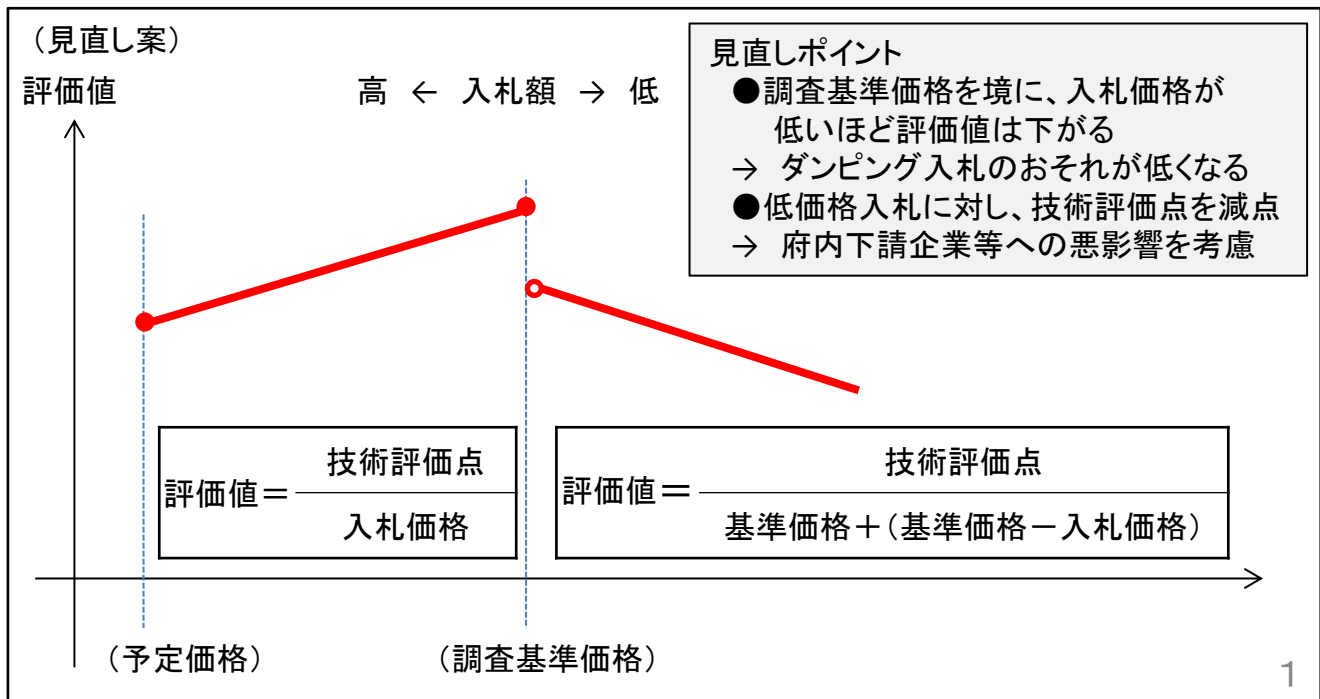 （見直し案）
評価値
高 ← 入札額 → 低
見直しポイント
●調査基準価格を境に、入札価格が
低いほど評価値は下がる
→ ダンピング入札のおそれが低くなる
●低価格入札に対し、技術評価点を減点
→ 府内下請企業等への悪影響を考慮
評価値＝
技術評価点
入札価格
評価値＝
技術評価点
基準価格＋（基準価格－入札価格）
（予定価格）
（調査基準価格）
1